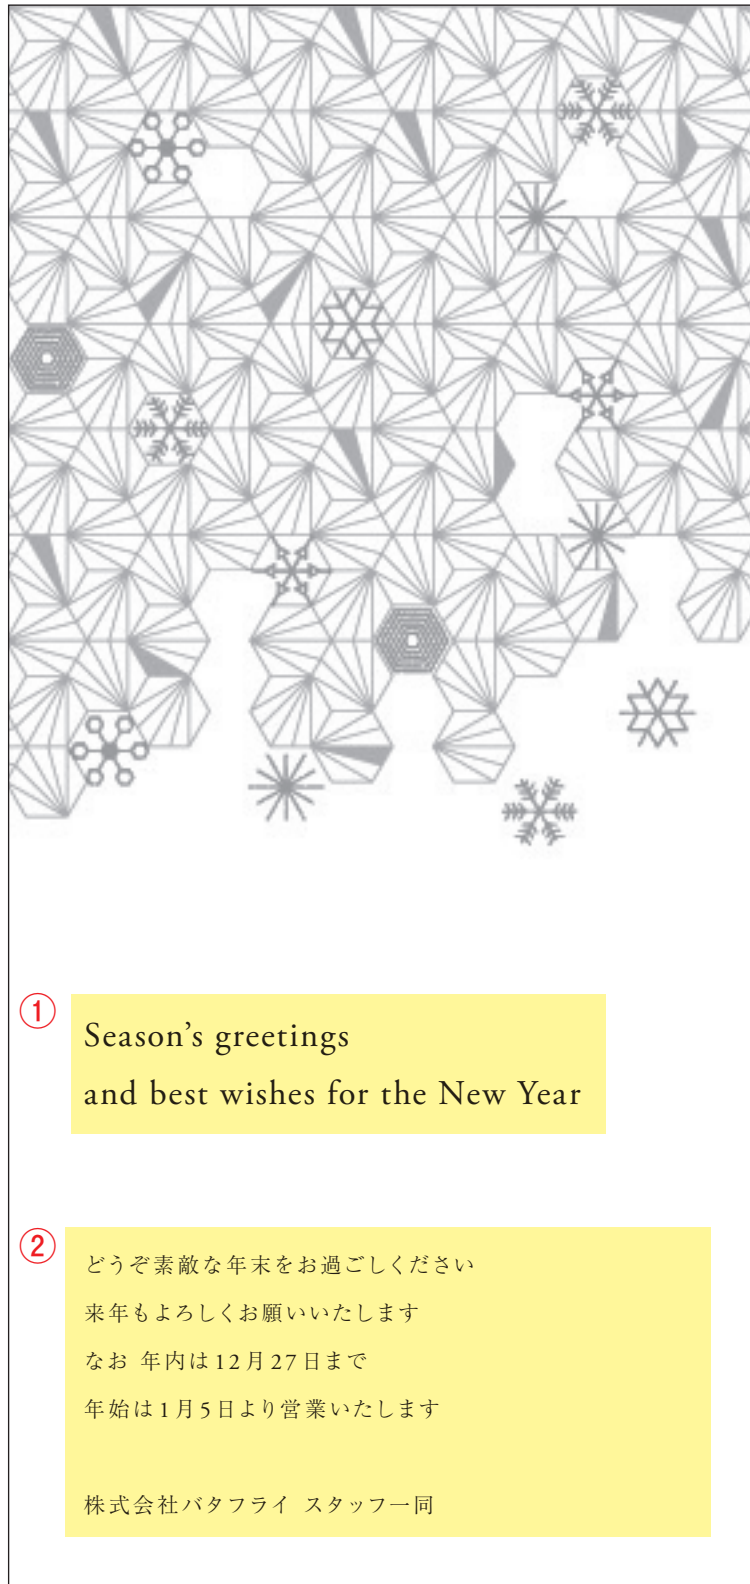 ①
Season’s greetings
and best wishes for the New Year
②
どうぞ素敵な年末をお過ごしください
来年もよろしくお願いいたします
なお 年内は12月27日まで
年始は1月5日より営業いたします
株式会社バタフライ スタッフ一同